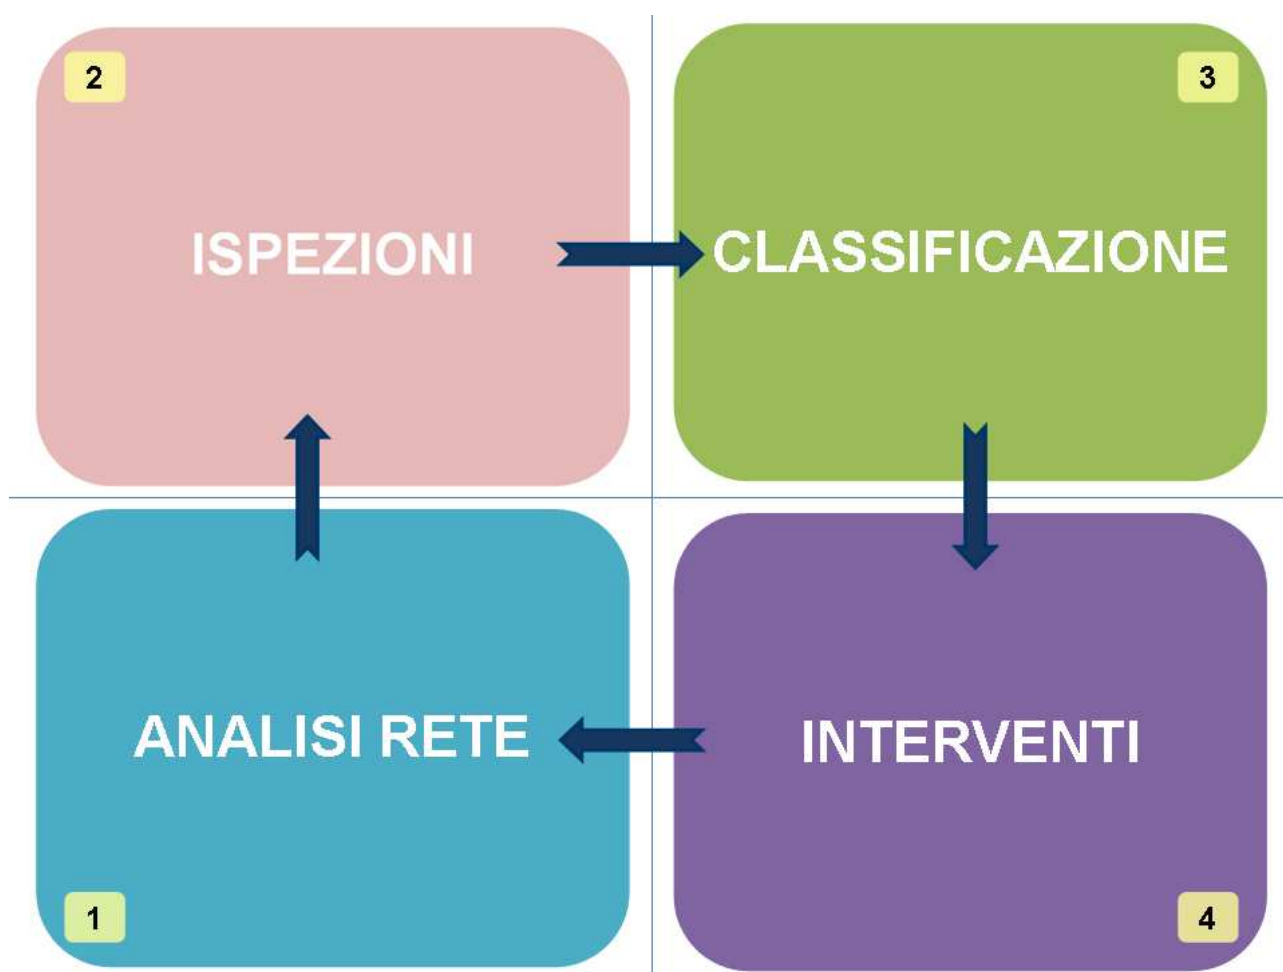 2
3
ISPEZIONI
CLASSIFICAZIONE
ANALISI RETE
INTERVENTI
1
4